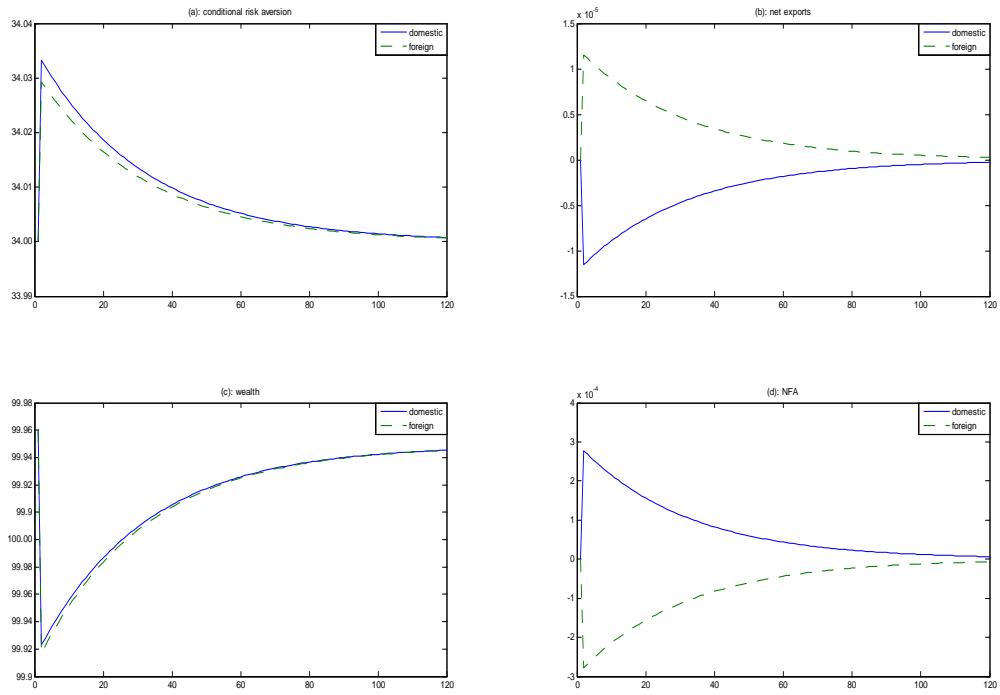 (a): conditional risk aversion
34.04
34.03
34.02
34.01
34.00
33.99
0 20 40 60 80 100 120
domestic
foreign
(b): net exports
x 10^-5
1.5
1
0.5
0
-0.5
-1
-1.5
0 20 40 60 80 100 120
domestic
foreign
(c): wealth
99.98
99.96
99.94
99.92
99.9
100.00
99.98
99.96
99.94
99.92
99.9
0 20 40 60 80 100 120
domestic
foreign
(d): NFA
x 10^-4
4
3
2
1
0
-1
-2
-3
0 20 40 60 80 100 120
domestic
foreign